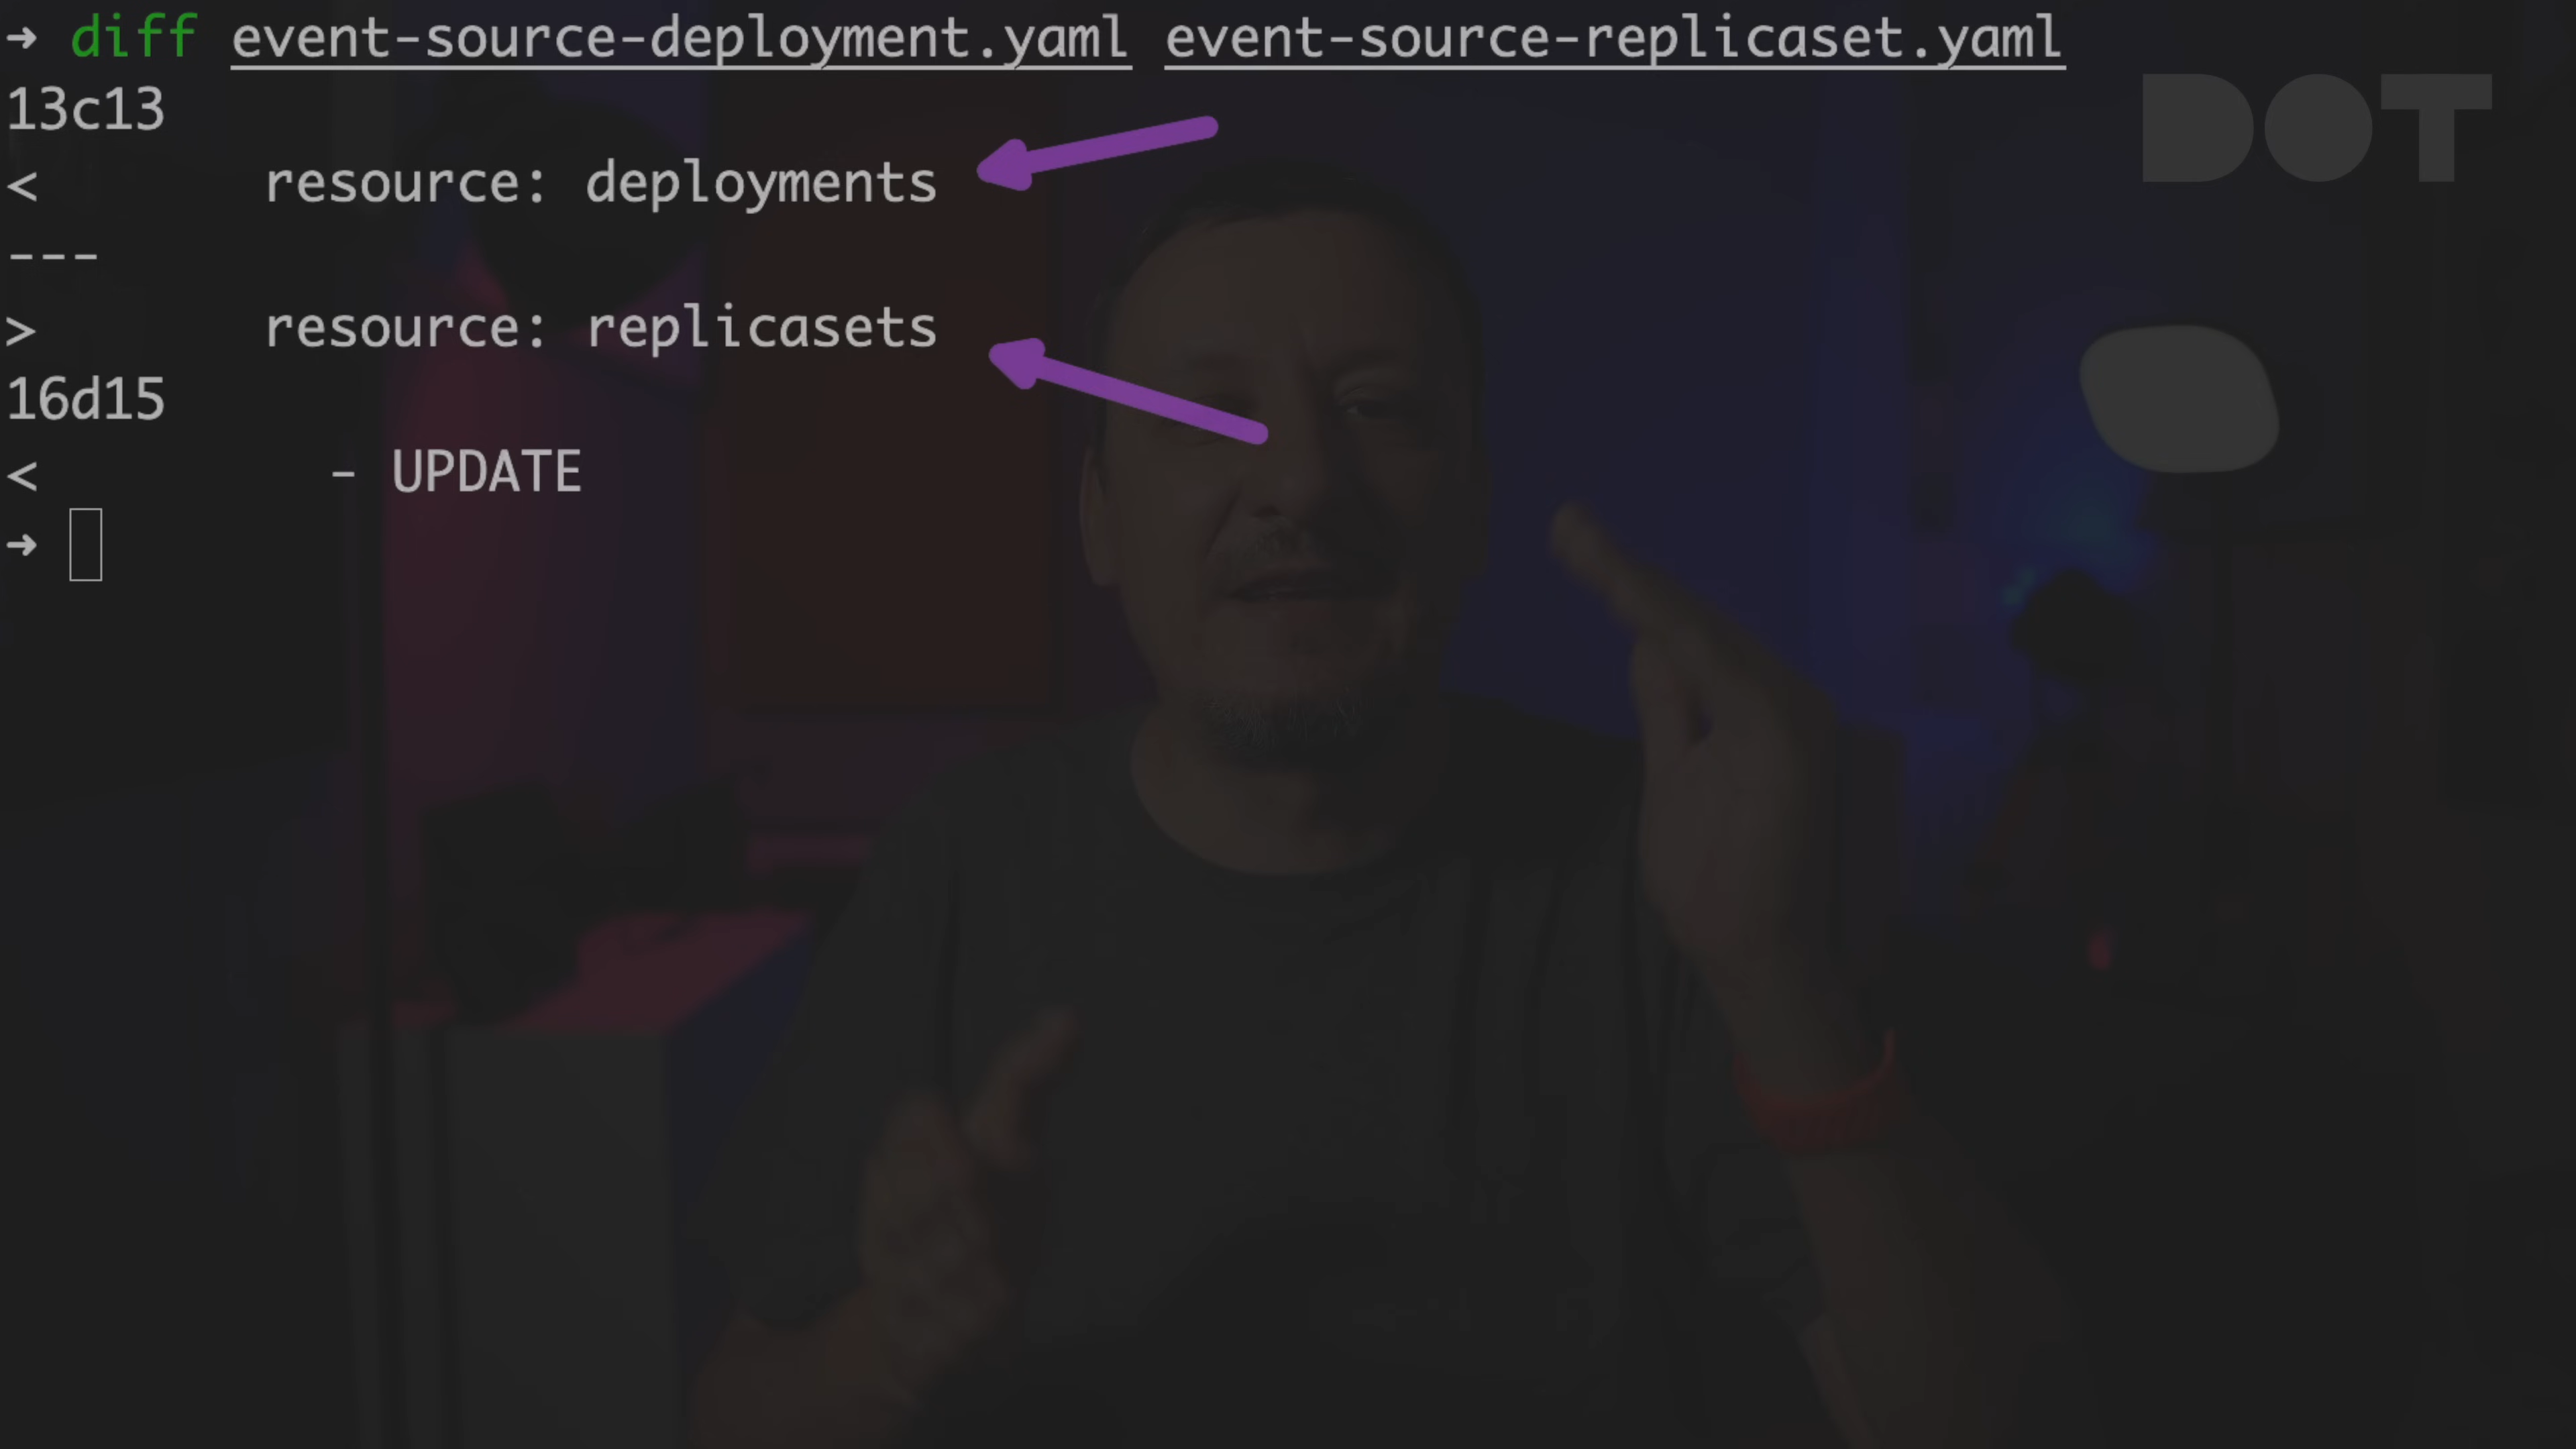 ➜ diff event-source-deployment.yaml event-source-replicaset.yaml
DOT
13c13
<       resource: deployments
---
>       resource: replicasets
16d15
<         - UPDATE
➜